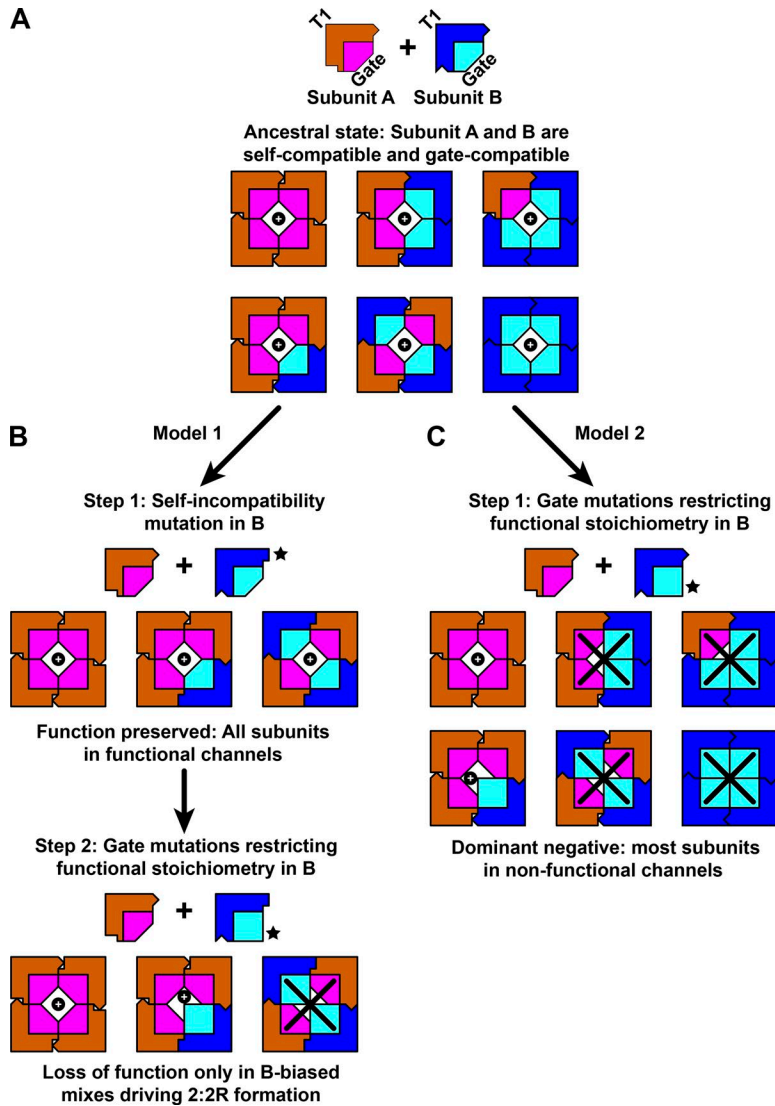 A
T1
+
T1
Gate
Gate
Subunit A
Subunit B
Ancestral state: Subunit A and B are
self-compatible and gate-compatible
B
Model 1
Step 1: Self-incompatibility
mutation in B
+
Function preserved: All subunits
in functional channels
Step 2: Gate mutations restricting
functional stoichiometry in B
+
Loss of function only in B-biased
mixes driving 2:2R formation
C
Model 2
Step 1: Gate mutations restricting
functional stoichiometry in B
+
Dominant negative: most subunits
in non-functional channels